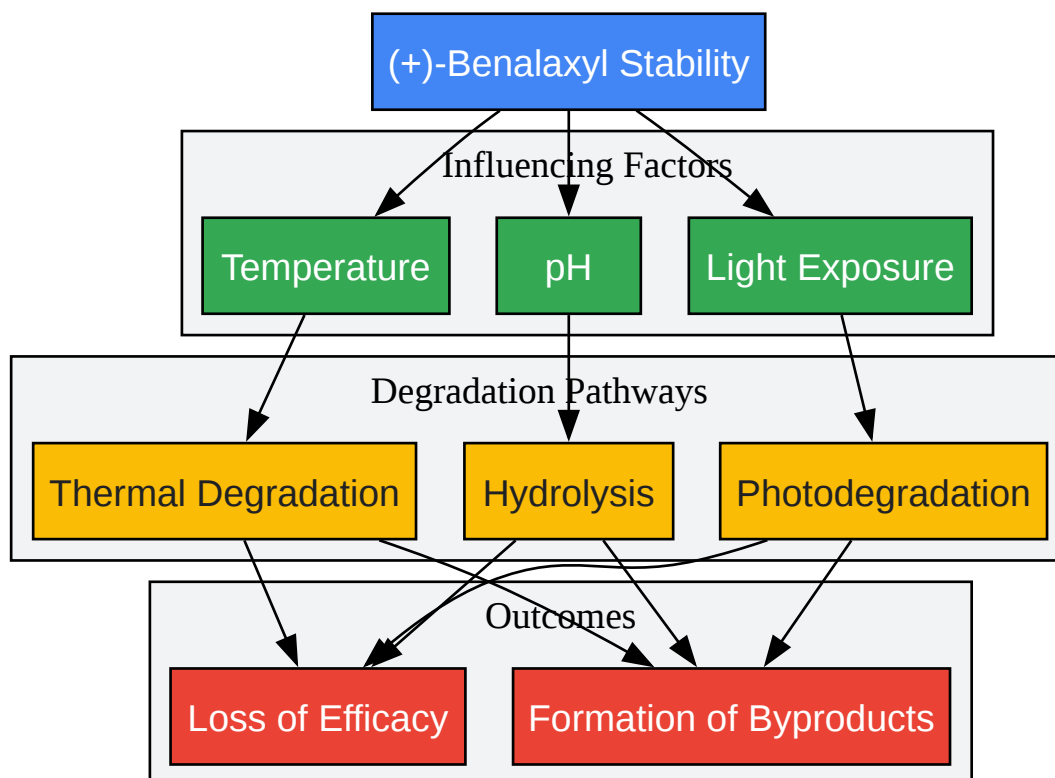 (+)-Benalaxyl Stability
Influencing Factors
Temperature
pH
Light Exposure
Degradation Pathways
Thermal Degradation
Hydrolysis
Photodegradation
Outcomes
Loss of Efficacy
Formation of Byproducts